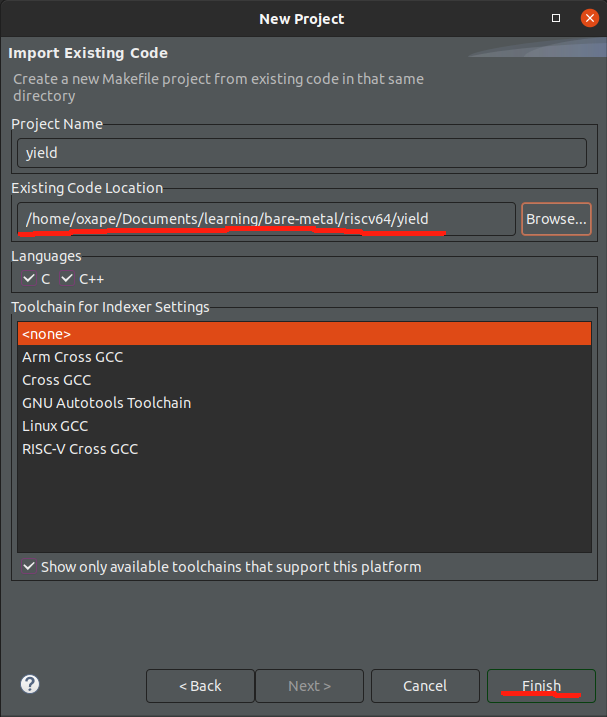 New Project
Import Existing Code
Create a new Makefile project from existing code in that same
directory
Project Name
yield
Existing Code Location
/home/oxape/Documents/learning/bare-metal/riscv64/yield
Browse...
Languages
C
C++
Toolchain for Indexer Settings
<none>
Arm Cross GCC
Cross GCC
GNU Autotools Toolchain
Linux GCC
RISC-V Cross GCC
Show only available toolchains that support this platform
?
< Back
Next >
Cancel
Finish